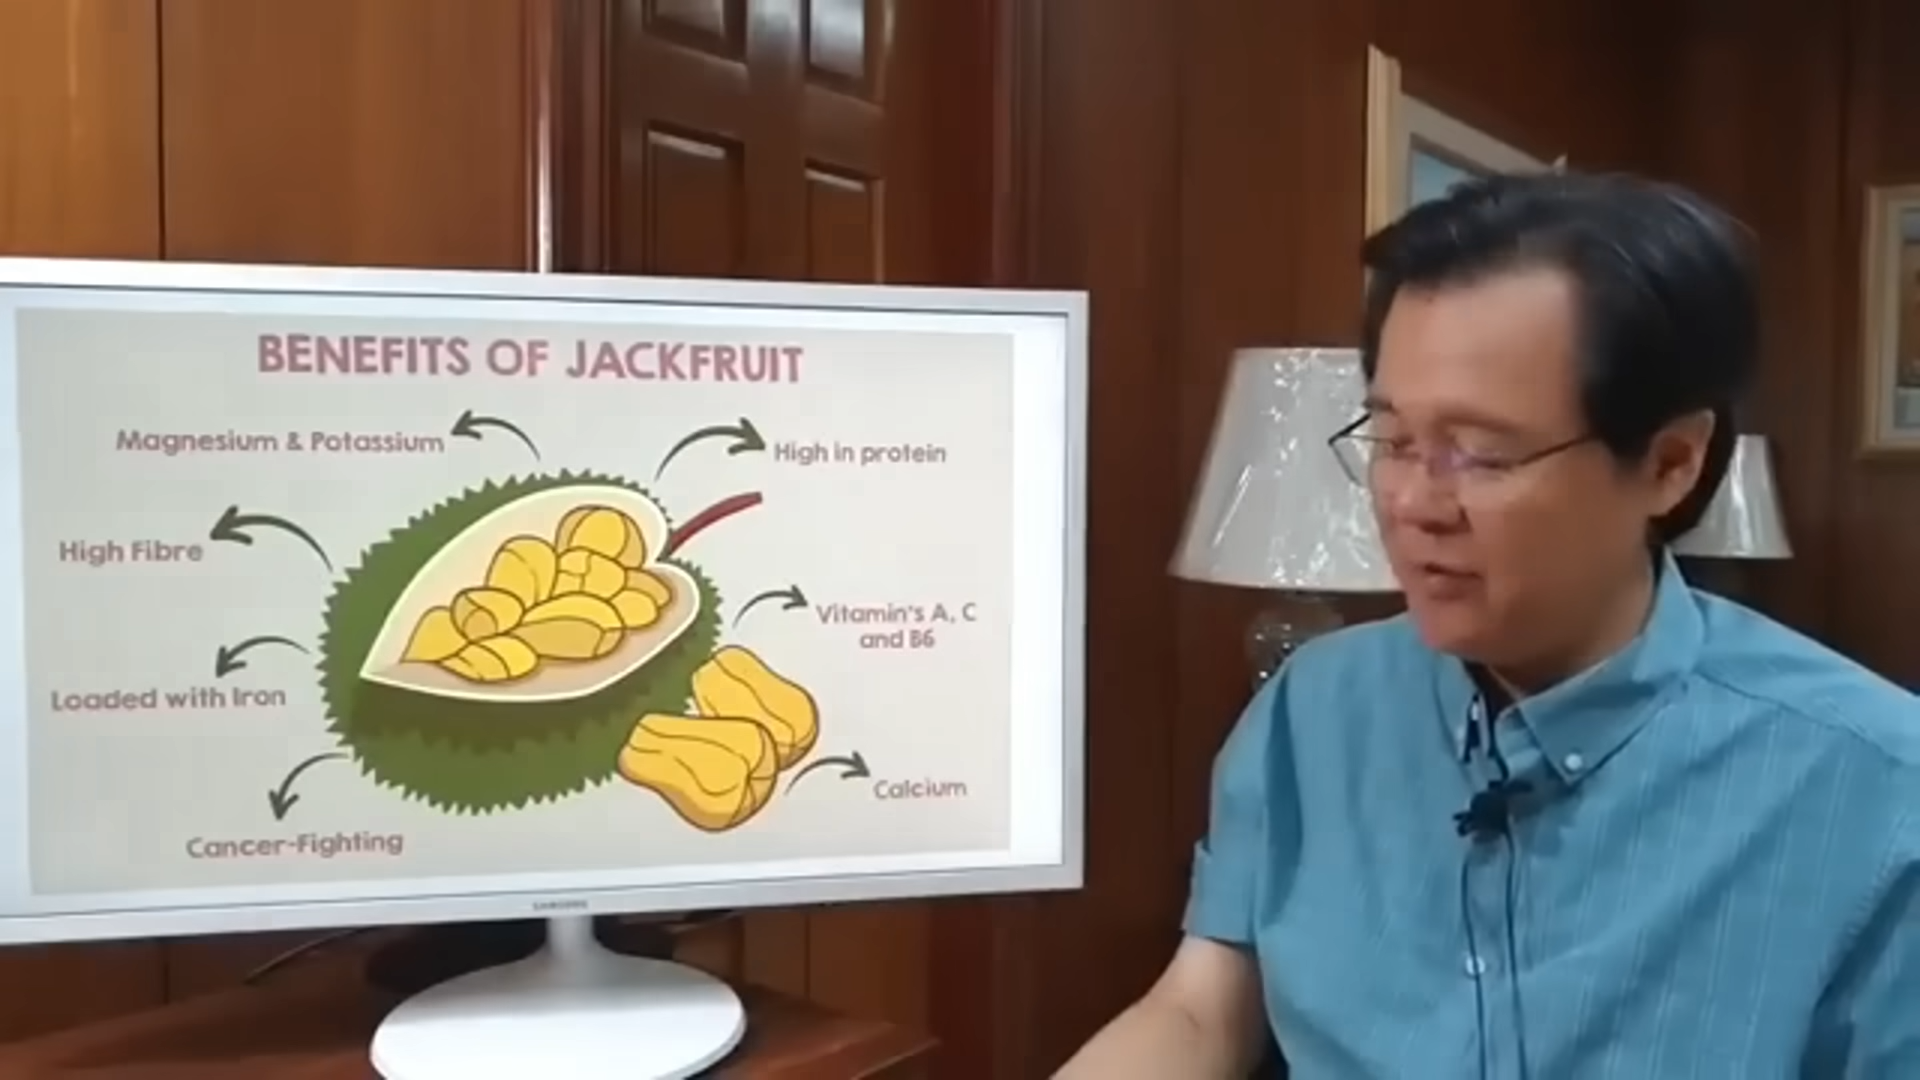 BENEFITS OF JACKFRUIT
Magnesium & Potassium
High in protein
High Fibre
Vitamin's A, C
and B6
Loaded with Iron
Calcium
Cancer-Fighting
SAMSUNG